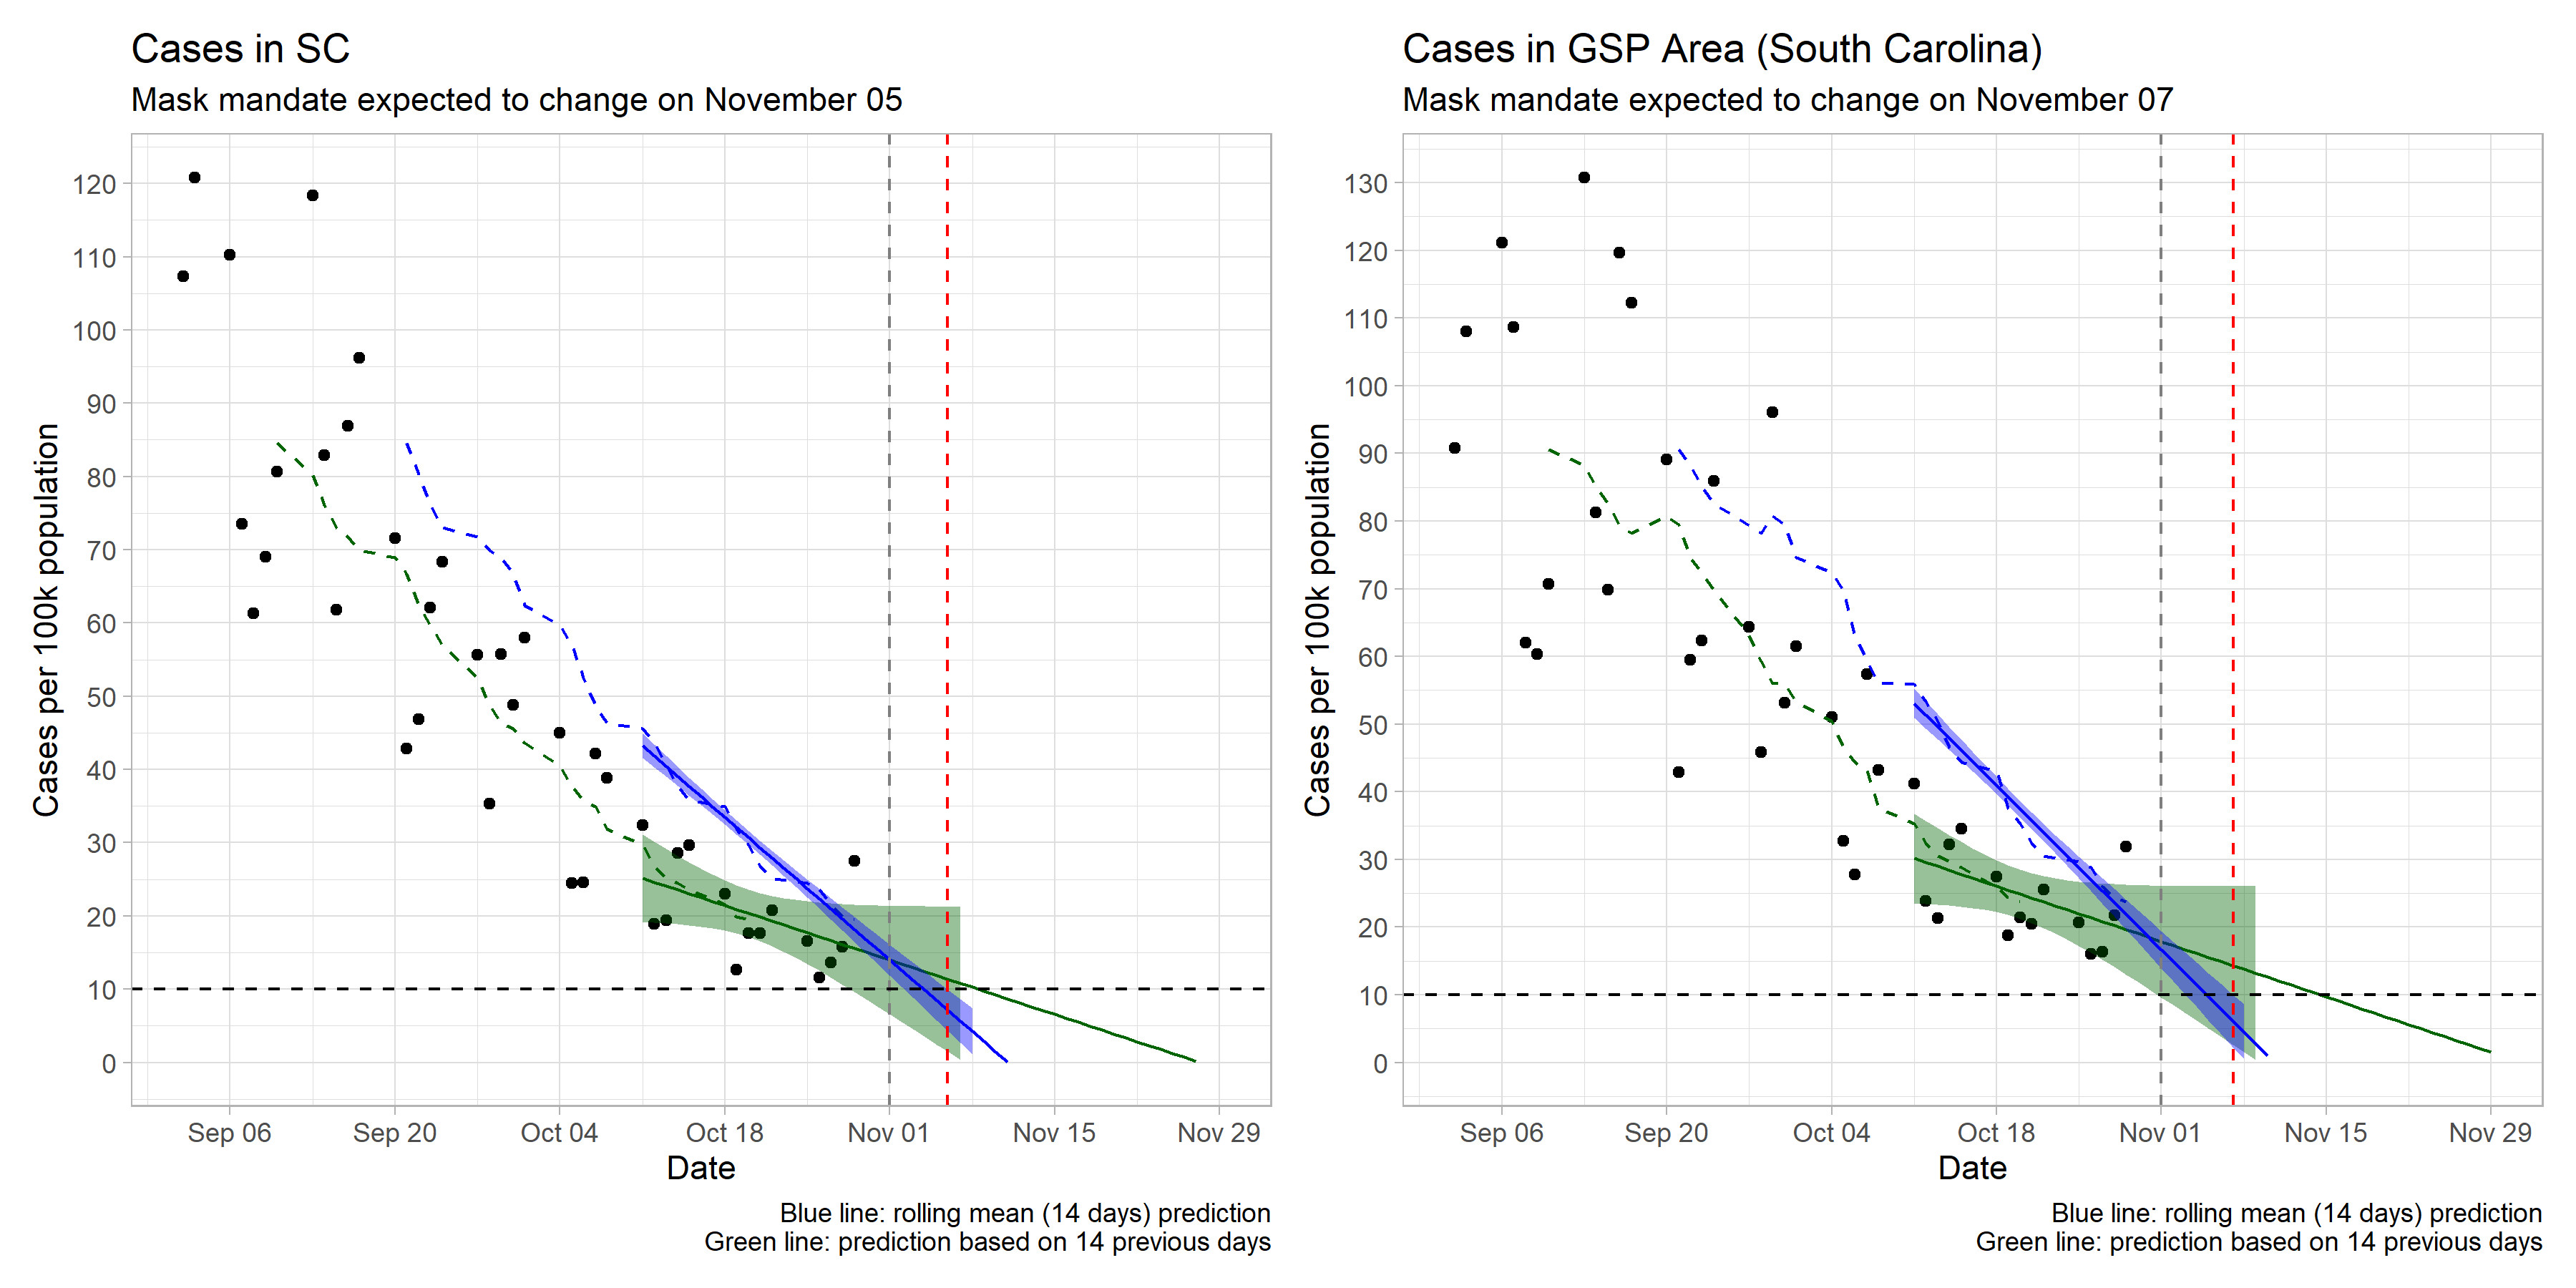 Cases in SC
Mask mandate expected to change on November 05
Cases per 100k population
120
110
100
90
80
70
60
50
40
30
20
10
0
Sep 06
Sep 20
Oct 04
Oct 18
Nov 01
Nov 15
Nov 29
Date
Blue line: rolling mean (14 days) prediction
Green line: prediction based on 14 previous days
Cases in GSP Area (South Carolina)
Mask mandate expected to change on November 07
Cases per 100k population
130
120
110
100
90
80
70
60
50
40
30
20
10
0
Sep 06
Sep 20
Oct 04
Oct 18
Nov 01
Nov 15
Nov 29
Date
Blue line: rolling mean (14 days) prediction
Green line: prediction based on 14 previous days